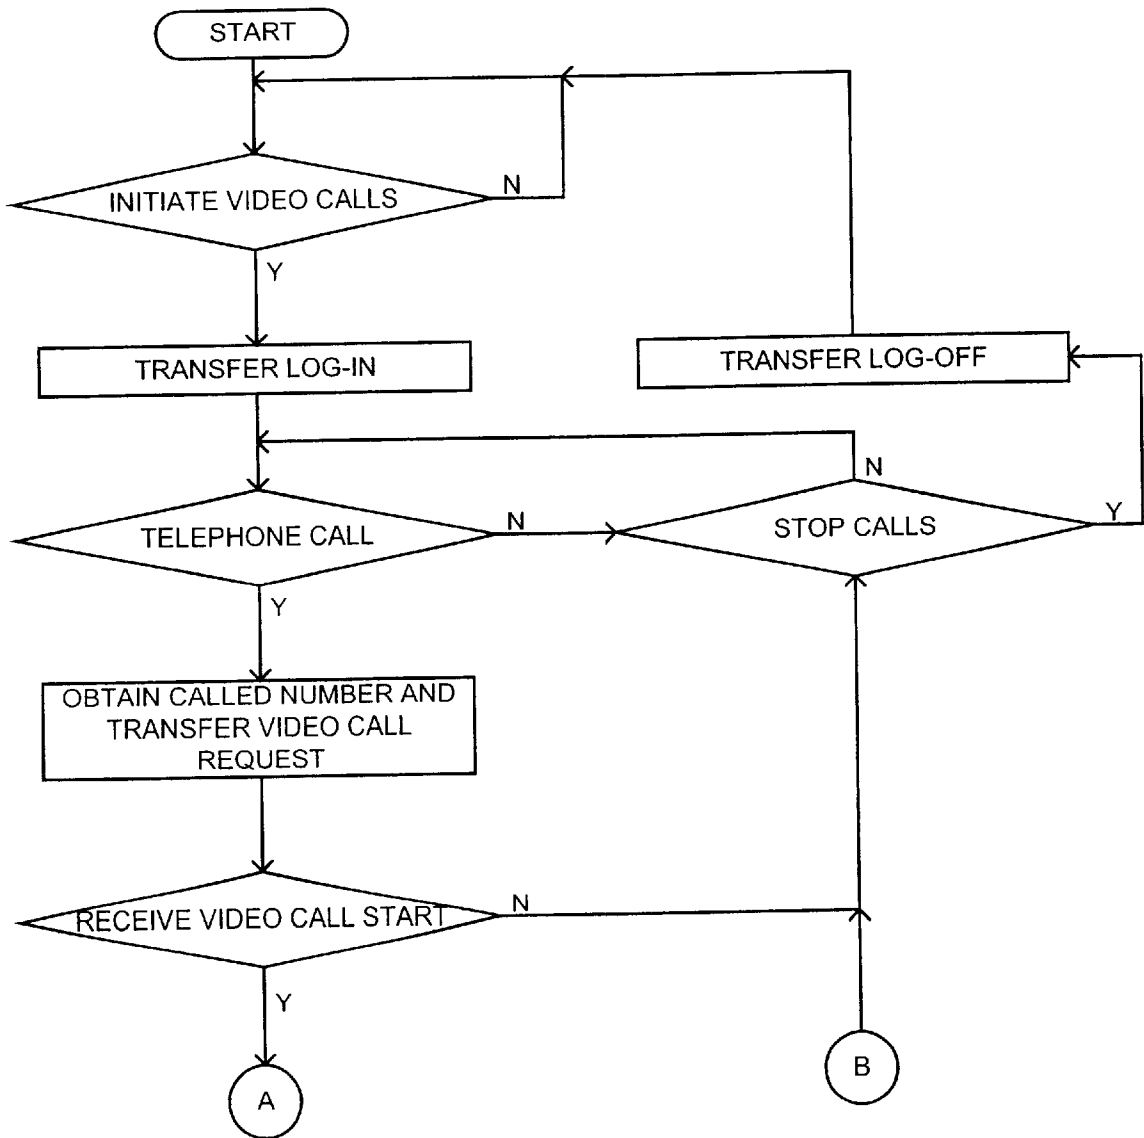 START
INITIATE VIDEO CALLS
N
Y
TRANSFER LOG-IN
TRANSFER LOG-OFF
N
TELEPHONE CALL
N
STOP CALLS
Y
Y
OBTAIN CALLED NUMBER AND
TRANSFER VIDEO CALL
REQUEST
RECEIVE VIDEO CALL START
N
Y
A
B